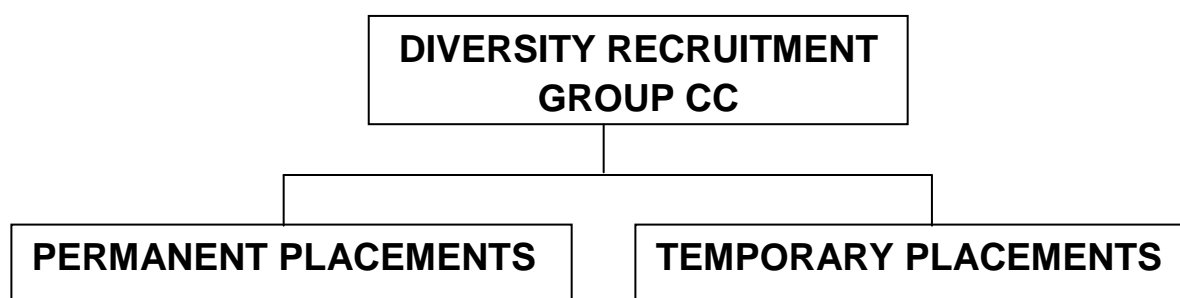 DIVERSITY RECRUITMENT
GROUP CC
PERMANENT PLACEMENTS
TEMPORARY PLACEMENTS